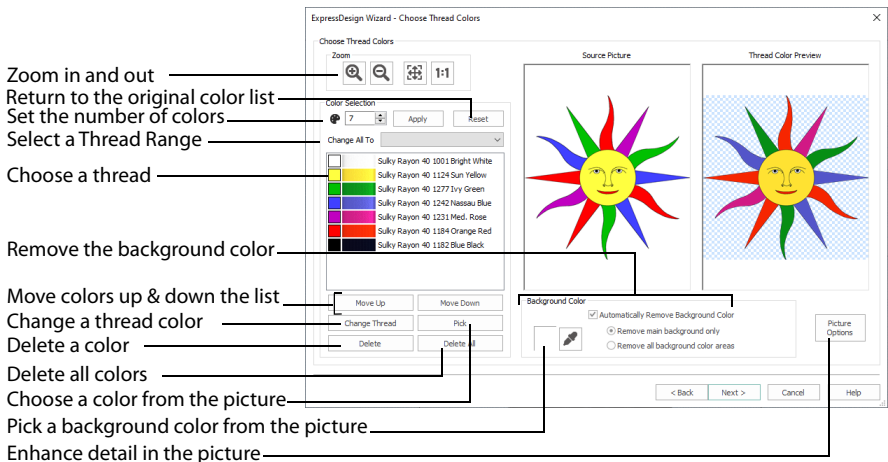 ExpressDesign Wizard - Choose Thread Colors
Choose Thread Colors
Zoom
1:1
Source Picture
Thread Color Preview
Zoom in and out
Return to the original color list
Set the number of colors
Select a Thread Range
Choose a thread
Remove the background color
Move colors up & down the list
Change a thread color
Delete a color
Delete all colors
Choose a color from the picture
Pick a background color from the picture
Enhance detail in the picture
Color Selection
7
Apply
Reset
Change All To
Sulky Rayon 40 1001 Bright White
Sulky Rayon 40 1124 Sun Yellow
Sulky Rayon 40 1277 Ivy Green
Sulky Rayon 40 1242 Nassau Blue
Sulky Rayon 40 1231 Med. Rose
Sulky Rayon 40 1184 Orange Red
Sulky Rayon 40 1182 Blue Black
Move Up
Move Down
Change Thread
Pick
Delete
Delete All
Background Color
Automatically Remove Background Color
Remove main background only
Remove all background color areas
Picture
Options
< Back
Next >
Cancel
Help